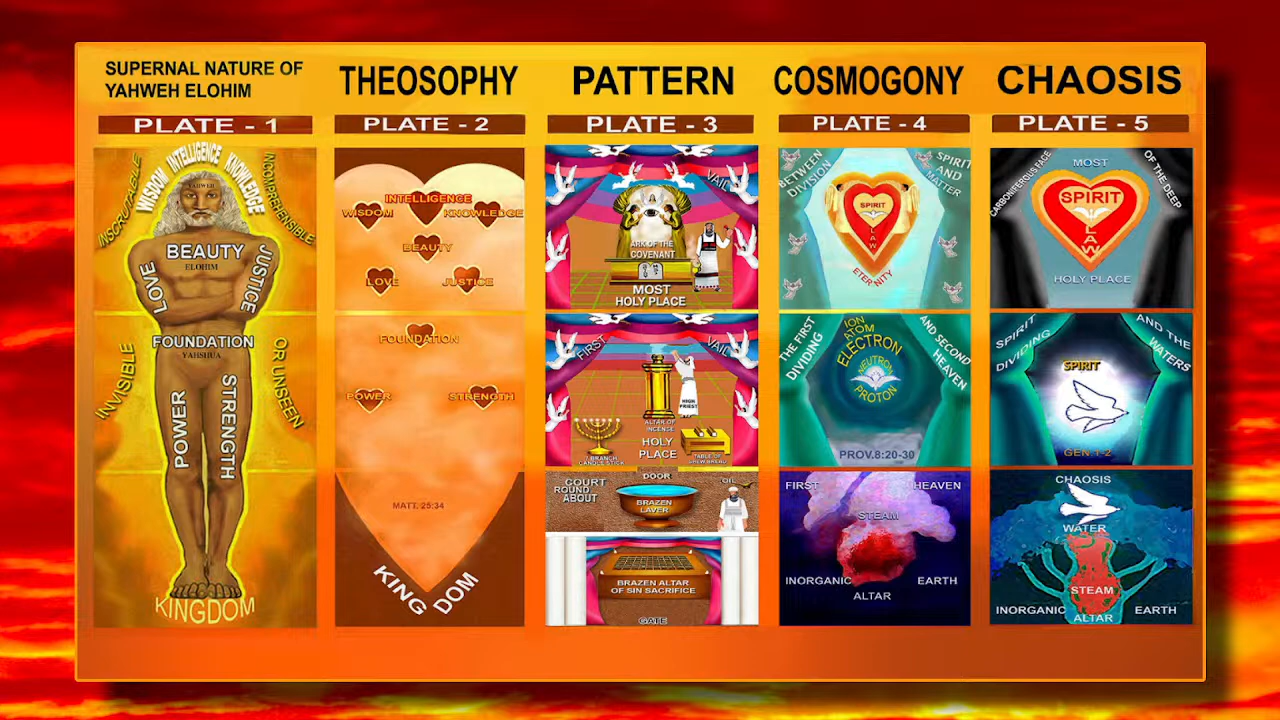 SUPERNAL NATURE OF
YAHWEH ELOHIM
PLATE - 1
INSCRUTABLE
WISDOM INTELLIGENCE KNOWLEDGE
INCOMPREHENSIBLE
YAHWEH
BEAUTY
ELOHIM
LOVE
JUSTICE
FOUNDATION
YAHSHUA
INVISIBLE
OR UNSEEN
POWER
STRENGTH
KINGDOM
THEOSOPHY
PLATE - 2
INTELLIGENCE
WISDOM
KNOWLEDGE
BEAUTY
LOVE
JUSTICE
FOUNDATION
POWER
STRENGTH
MATT. 25:34
KING DOM
PATTERN
PLATE - 3
VAIL
ARK OF THE
COVENANT
MOST
HOLY PLACE
FIRST
VAIL
HIGH
PRIEST
ALTAR OF
INCENSE
HOLY
PLACE
7 BRANCH
CANDLE STICK
TABLE OF
SHEW BREAD
COURT
ROUND
ABOUT
DOOR
OIL
BRAZEN
LAVER
BRAZEN ALTAR
OF SIN SACRIFICE
GATE
COSMOGONY
PLATE - 4
BETWEEN
DIVISION
SPIRIT
AND
MATTER
SPIRIT
LAW
ETERNITY
THE FIRST
DIVIDING
ION
ATOM
ELECTRON
NEUTRON
PROTON
AND SECOND
HEAVEN
PROV.8:20-30
FIRST
HEAVEN
STEAM
INORGANIC
EARTH
ALTAR
CHAOSIS
PLATE - 5
CARBONIFEROUS FACE
MOST
OF THE DEEP
SPIRIT
LAW
HOLY PLACE
SPIRIT
DIVIDING
AND THE
WATERS
SPIRIT
GEN.1-2
CHAOSIS
WATER
STEAM
INORGANIC
EARTH
ALTAR